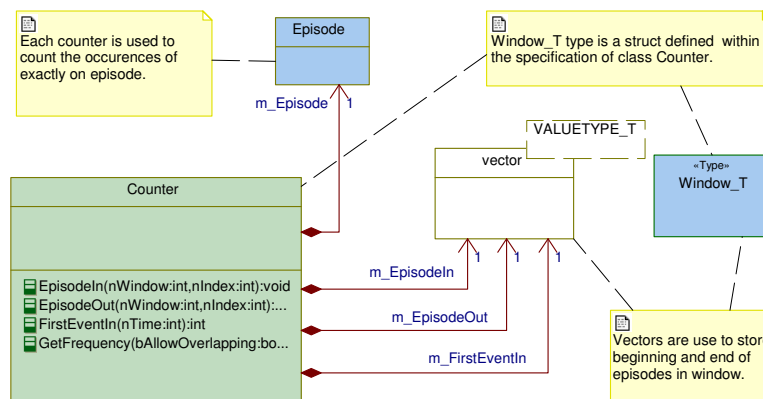 Each counter is used to
count the occurences of
exactly on episode.
Episode
Window_T type is a struct defined within
the specification of class Counter.
m_Episode
1
VALUETYPE_T
vector
«Type»
Window_T
Counter
EpisodeIn(nWindow:int,nIndex:int):void
EpisodeOut(nWindow:int,nIndex:int):...
FirstEventIn(nTime:int):int
GetFrequency(bAllowOverlapping:bo...
m_EpisodeIn
1
1
1
m_EpisodeOut
m_FirstEventIn
Vectors are use to stor
beginning and end of
episodes in window.